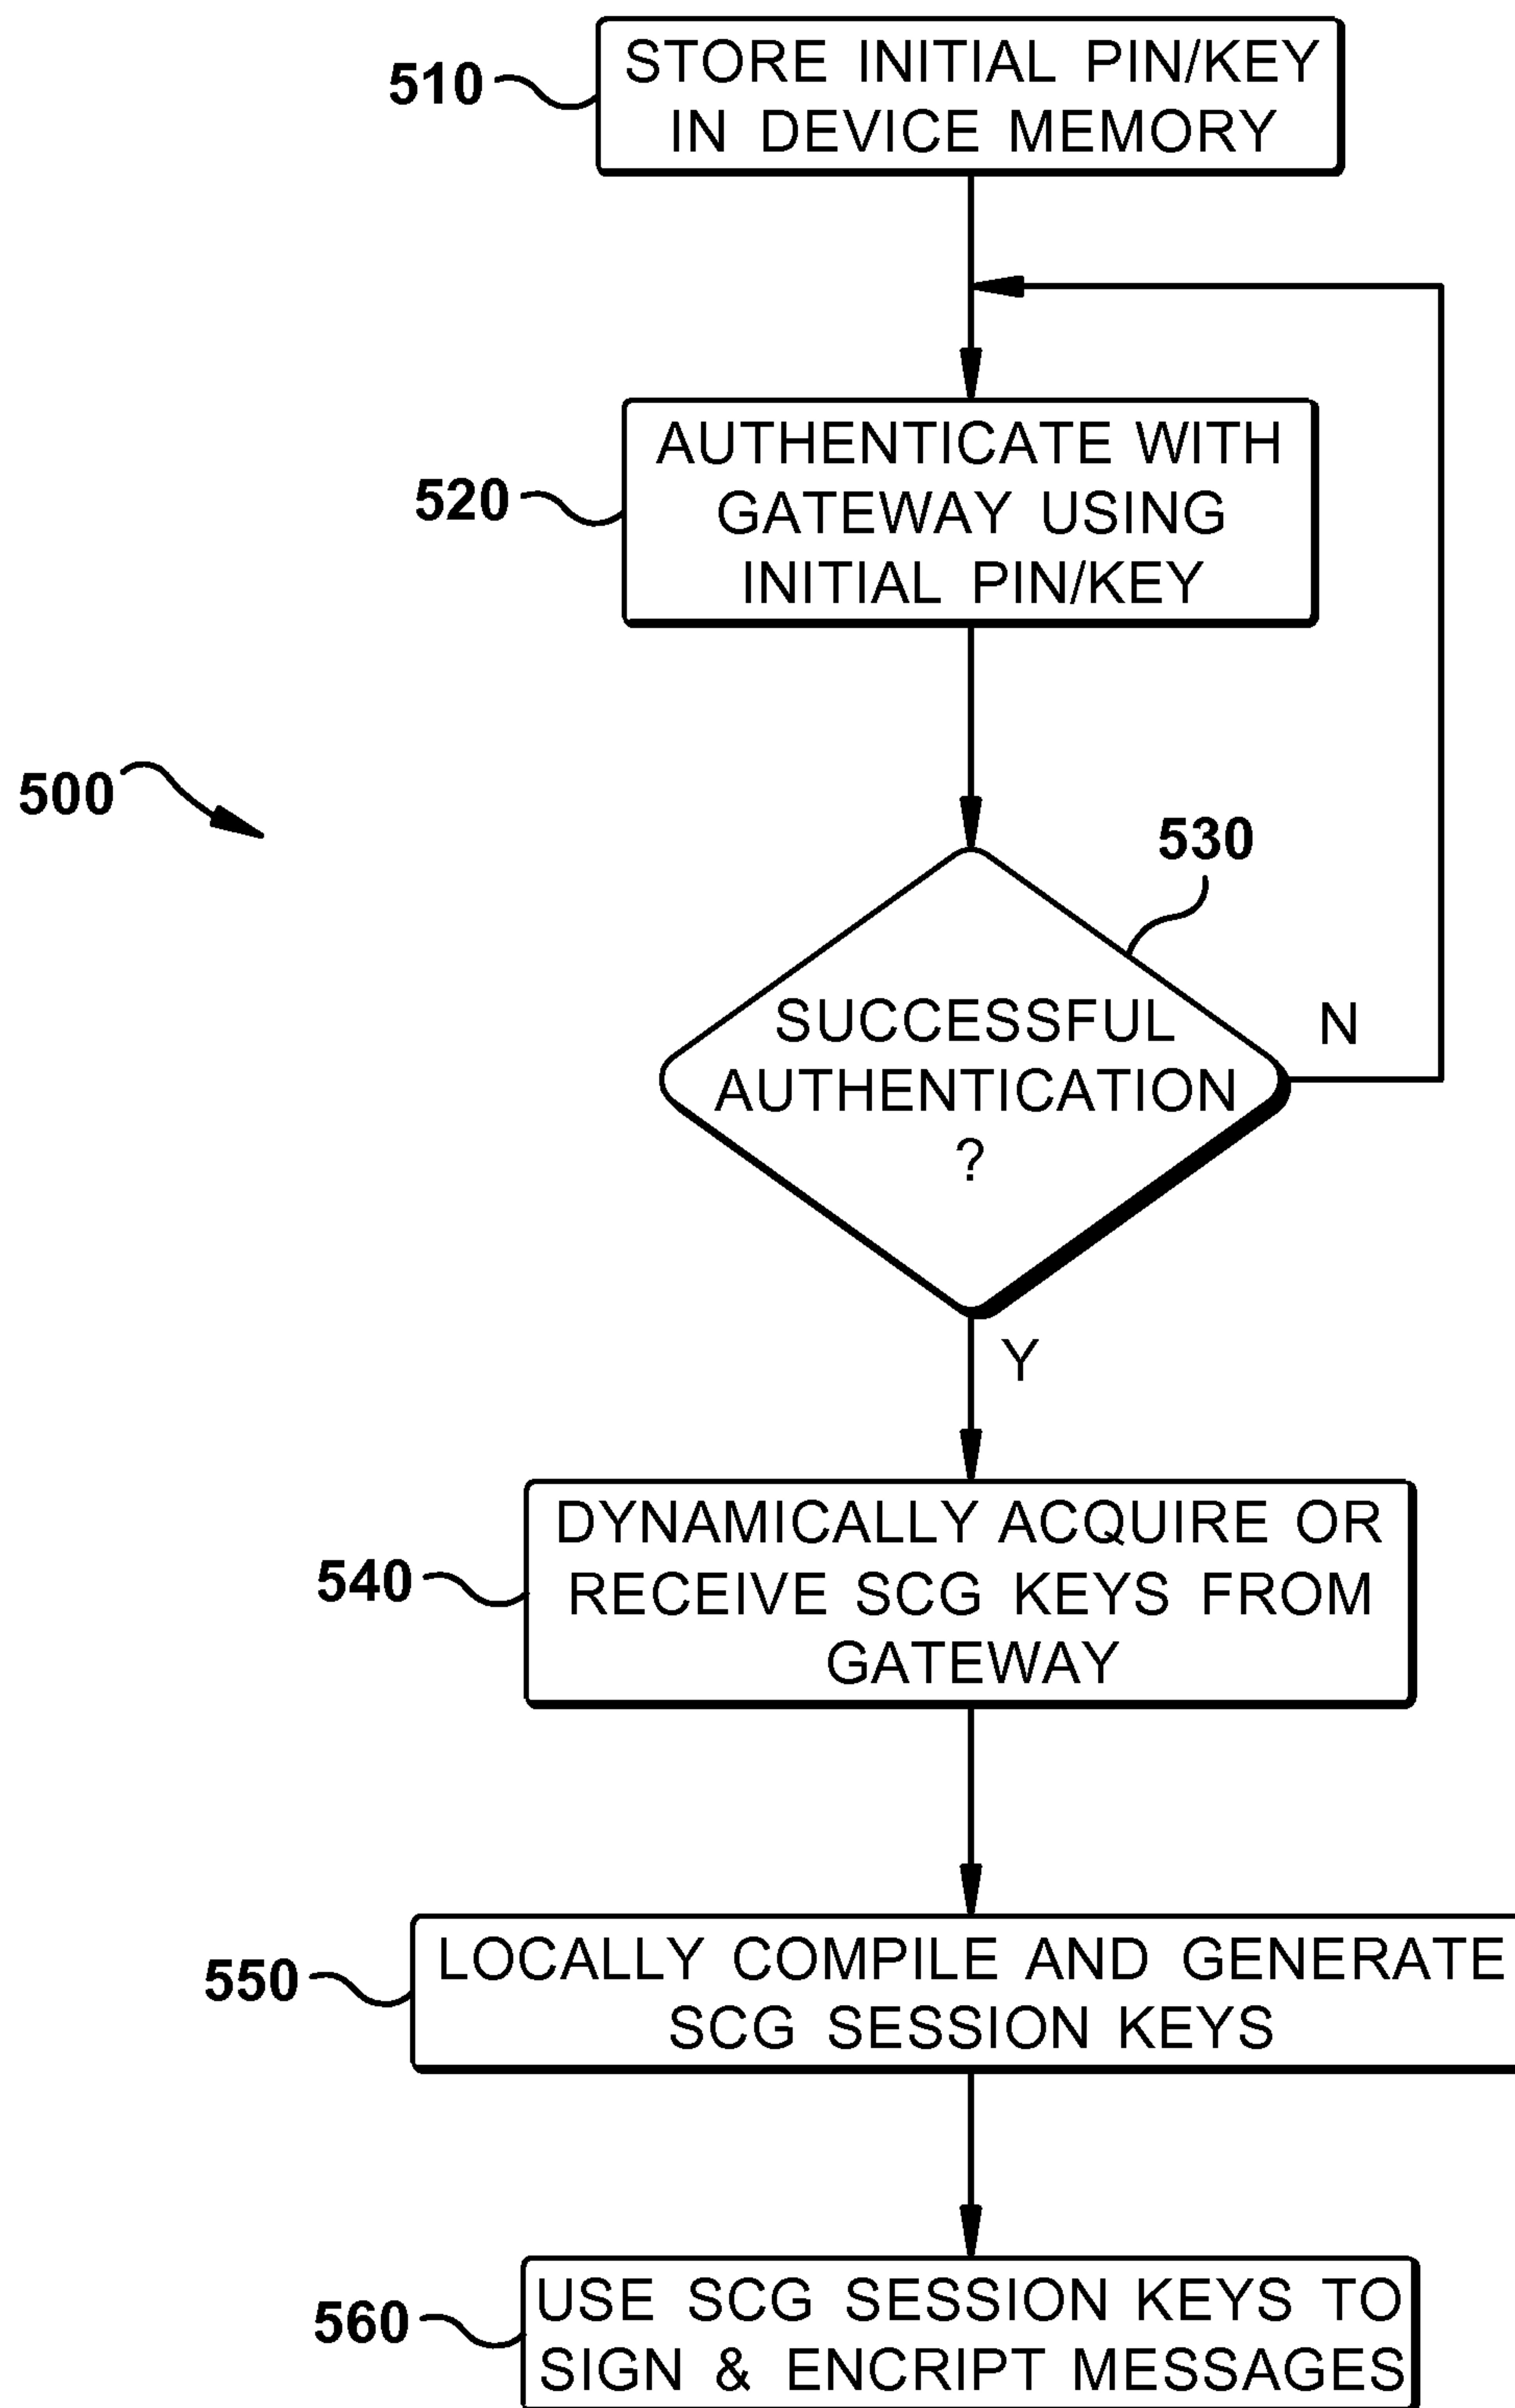 510
STORE INITIAL PIN/KEY
IN DEVICE MEMORY
520
AUTHENTICATE WITH
GATEWAY USING
INITIAL PIN/KEY
500
530
SUCCESSFUL
AUTHENTICATION
?
N
Y
540
DYNAMICALLY ACQUIRE OR
RECEIVE SCG KEYS FROM
GATEWAY
550
LOCALLY COMPILE AND GENERATE
SCG SESSION KEYS
560
USE SCG SESSION KEYS TO
SIGN & ENCRIPT MESSAGES